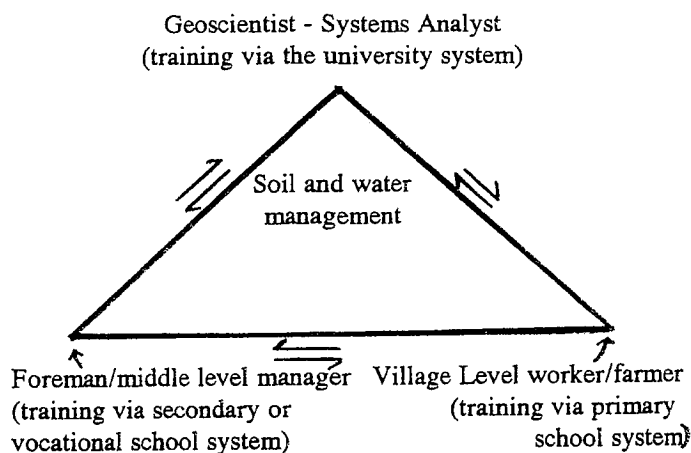 Geoscientist - Systems Analyst
(training via the university system)
Soil and water
management
Foreman/middle level manager
(training via secondary or
vocational school system)
Village Level worker/farmer
(training via primary
school system)